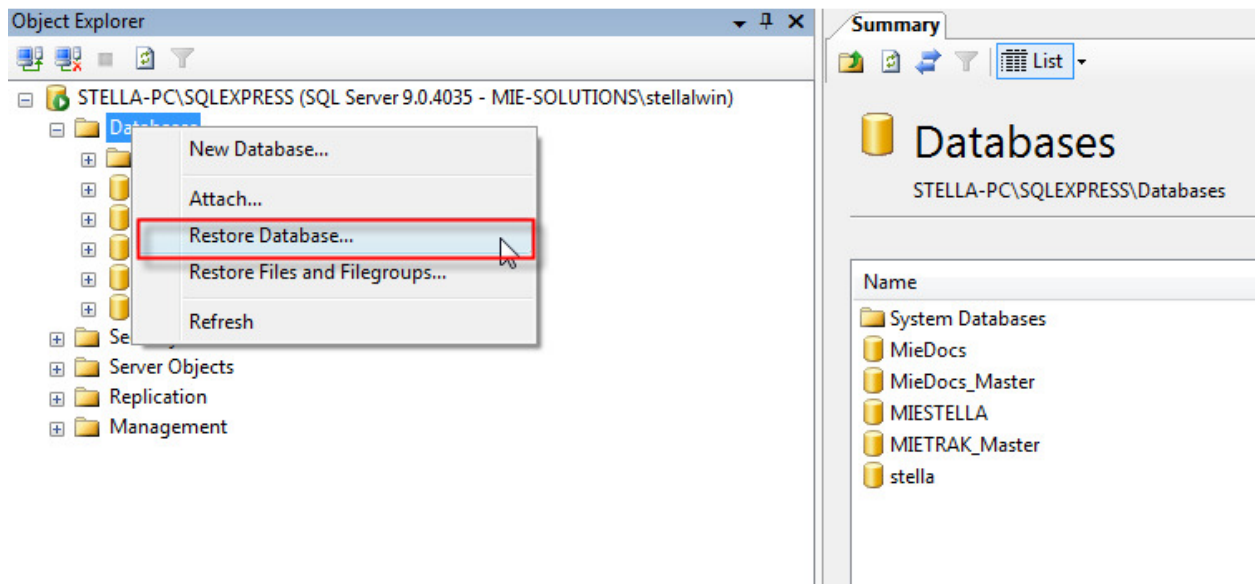 Object Explorer
STELLA-PC\SQLEXPRESS (SQL Server 9.0.4035 - MIE-SOLUTIONS\stellalwin)
New Database...
Attach...
Restore Database...
Restore Files and Filegroups...
Refresh
Server Objects
Replication
Management
Summary
List
Databases
STELLA-PC\SQLEXPRESS\Databases
Name
System Databases
MieDocs
MieDocs_Master
MIESTELLA
MIETRAK_Master
stella